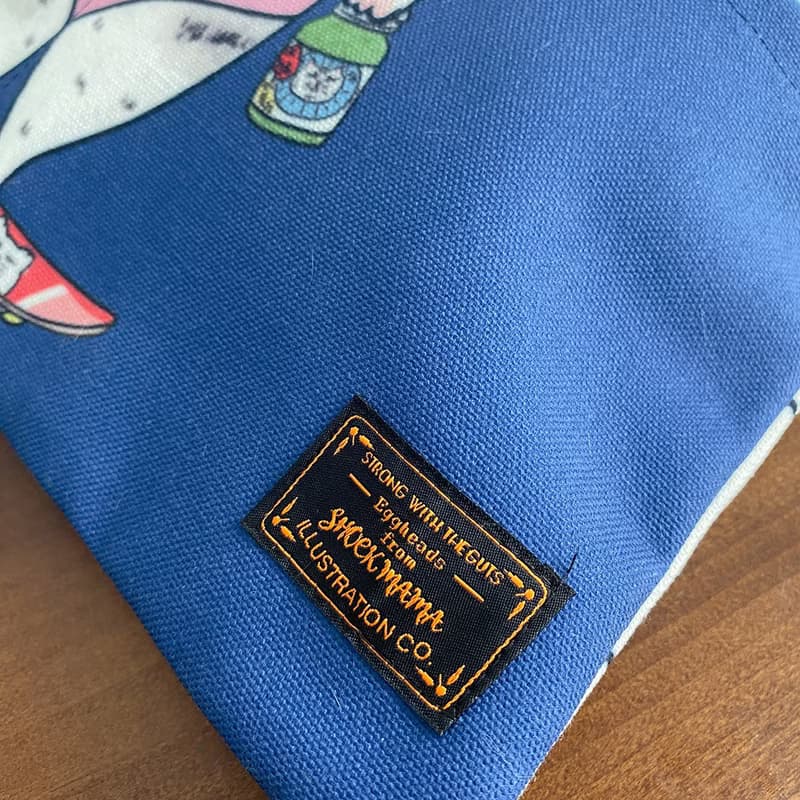 STRONG WITH THE GUTS
Eggheads
from
SHOCK MAMA
ILLUSTRATION CO.